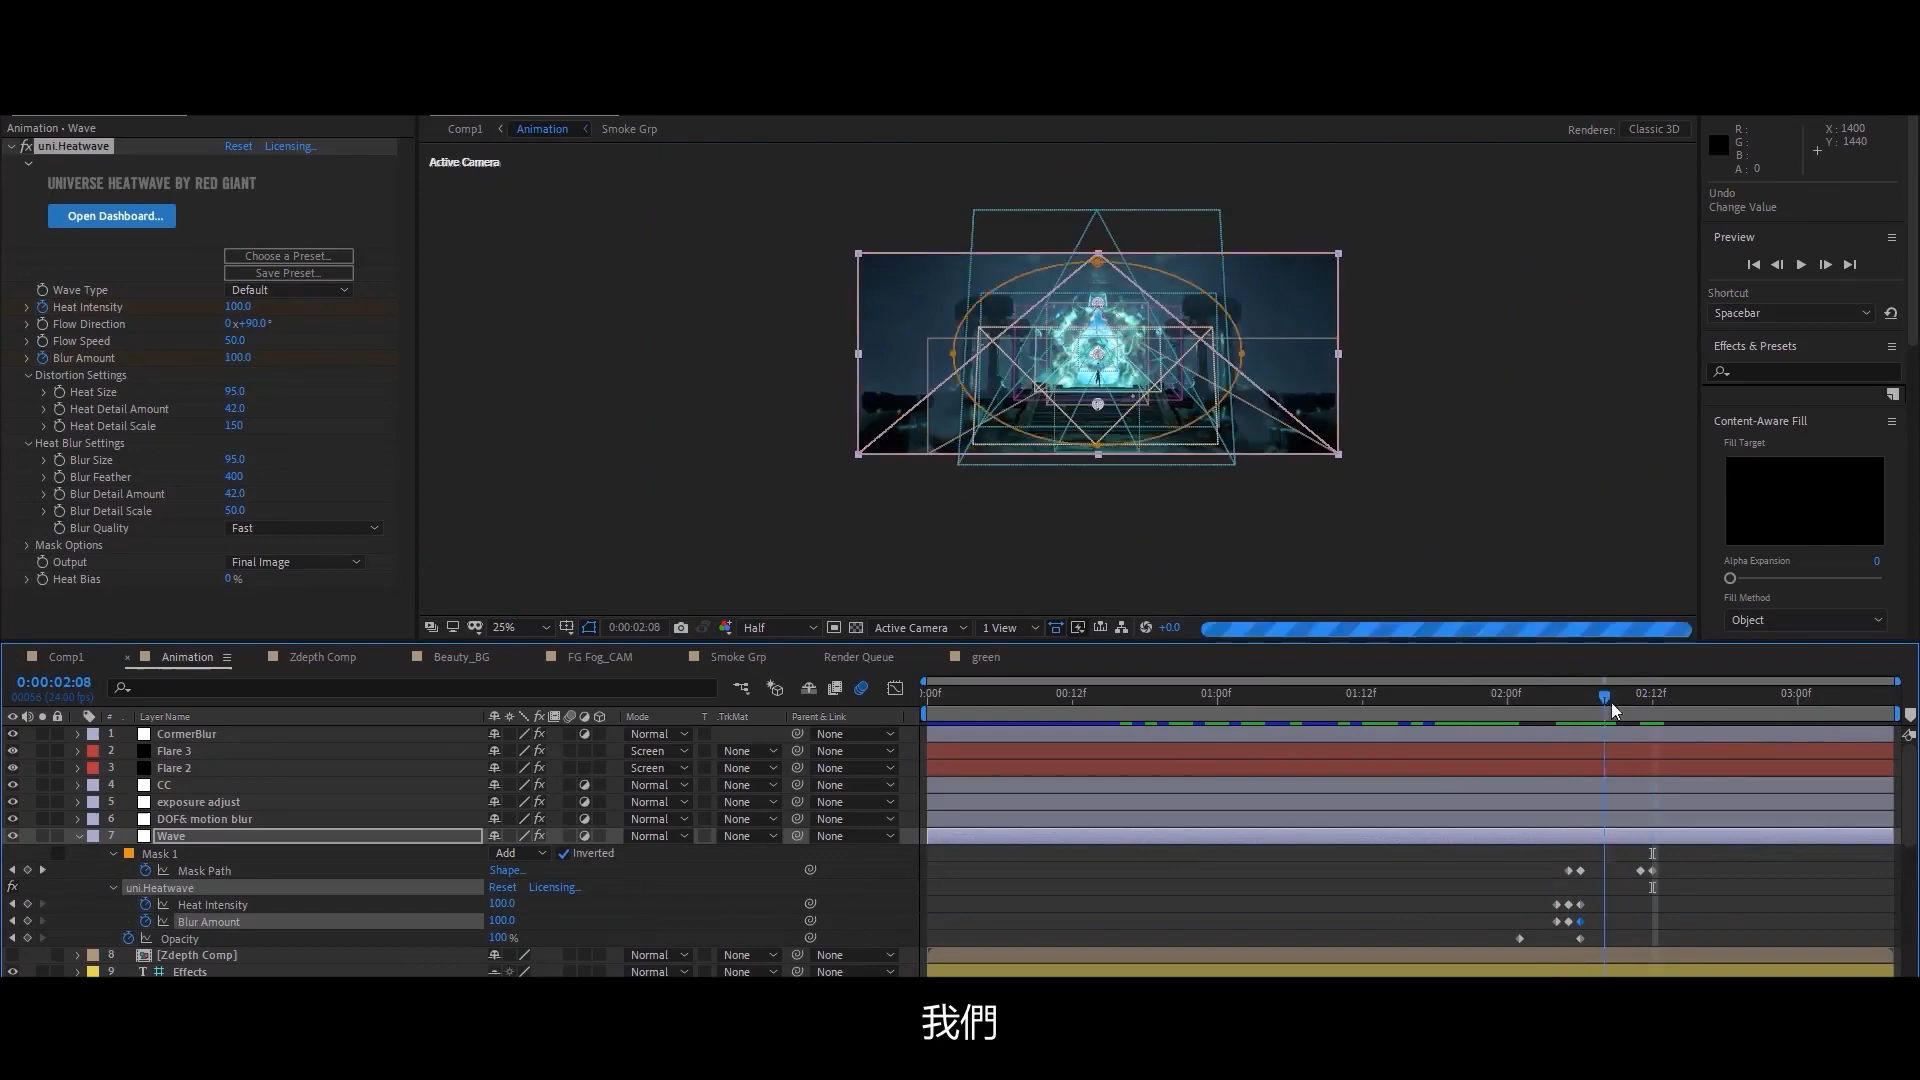 Animation • Wave
fx uni.Heatwave Reset Licensing...
UNIVERSE HEATWAVE BY RED GIANT
Open Dashboard...
Choose a Preset...
Save Preset...
Wave Type Default
Heat Intensity 100.0
Flow Direction 0x+90.0°
Flow Speed 50.0
Blur Amount 100.0
Distortion Settings
Heat Size 95.0
Heat Detail Amount 42.0
Heat Detail Scale 150
Heat Blur Settings
Blur Size 95.0
Blur Feather 400
Blur Detail Amount 42.0
Blur Detail Scale 50.0
Blur Quality Fast
Mask Options
Output Final Image
Heat Bias 0%
Comp1 Animation Smoke Grp
Renderer: Classic 3D
Active Camera
25% 0:00:02:08 Half Active Camera 1 View +0.0
R: X: 1400
G: Y: 1440
B:
A: 0
Undo
Change Value
Preview
Shortcut
Spacebar
Effects & Presets
Content-Aware Fill
Fill Target
Alpha Expansion 0
Fill Method
Object
Comp1 Animation Zdepth Comp Beauty_BG FG Fog_CAM Smoke Grp Render Queue green
0:00:02:08
00056 (24.00 fps)
:00f 00:12f 01:00f 01:12f 02:00f 02:12f 03:00f
# Layer Name Mode T .TrkMat Parent & Link
1 CormerBlur Normal None
2 Flare 3 Screen None None
3 Flare 2 Screen None None
4 CC Normal None None
5 exposure adjust Normal None None
6 DOF& motion blur Normal None None
7 Wave Normal None None
Mask 1 Add Inverted
Mask Path Shape...
fx uni.Heatwave Reset Licensing...
Heat Intensity 100.0
Blur Amount 100.0
Opacity 100%
8 [Zdepth Comp] Normal None None
9 T Effects Normal None None
我們